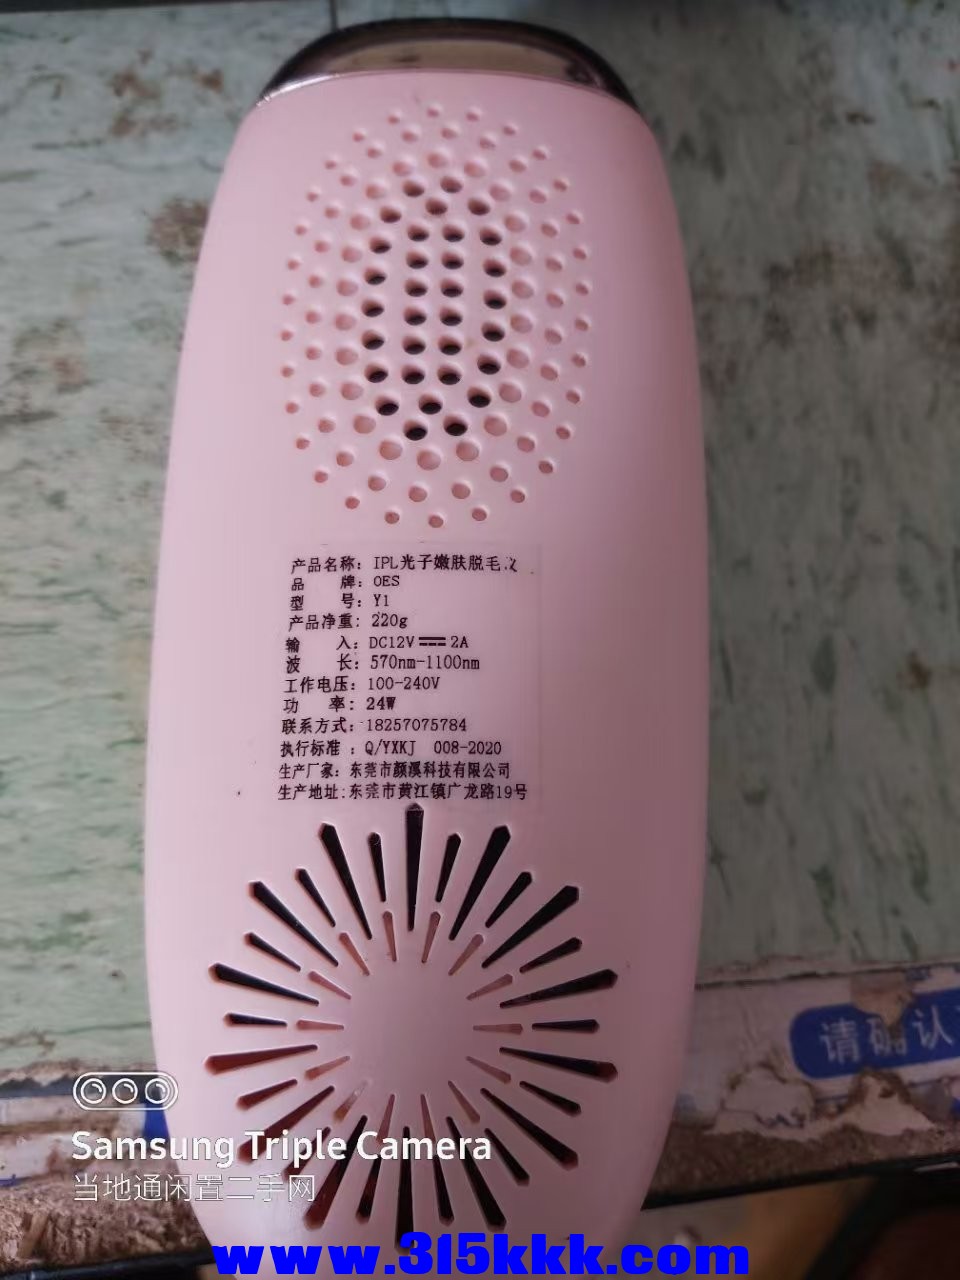 产品名称: IPL光子嫩肤脱毛仪
品 牌: OES
型 号: Y1
产品净重: 220g
输 入: DC12V⎓2A
波 长: 570nm-1100nm
工作电压: 100-240V
功 率: 24W
联系方式: 18257075784
执行标准 : Q/YXKJ 008-2020
生产厂家: 东莞市颜溪科技有限公司
生产地址:东莞市黄江镇广龙路19号
请确认
Samsung Triple Camera
当地通闲置二手网
www.315kkk.com